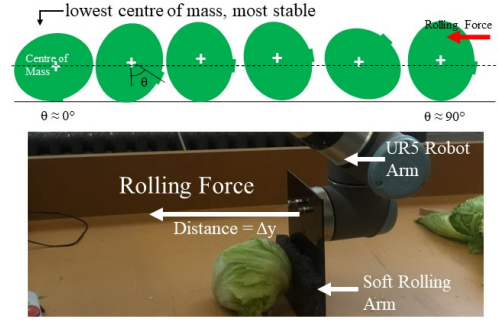 lowest centre of mass, most stable
Rolling Force
Centre of
Mass
θ
θ ≈ 0°
θ ≈ 90°
UR5 Robot
Arm
Rolling Force
Distance = Δy
Soft Rolling
Arm